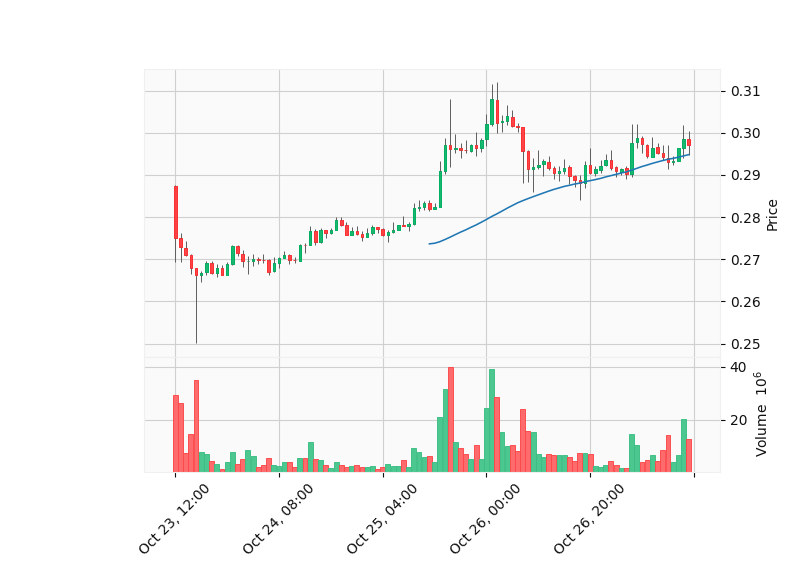 0.31
0.30
0.29
0.28
0.27
0.26
0.25
Price
40
20
Volume 10^6
Oct 23, 12:00
Oct 24, 08:00
Oct 25, 04:00
Oct 26, 00:00
Oct 26, 20:00